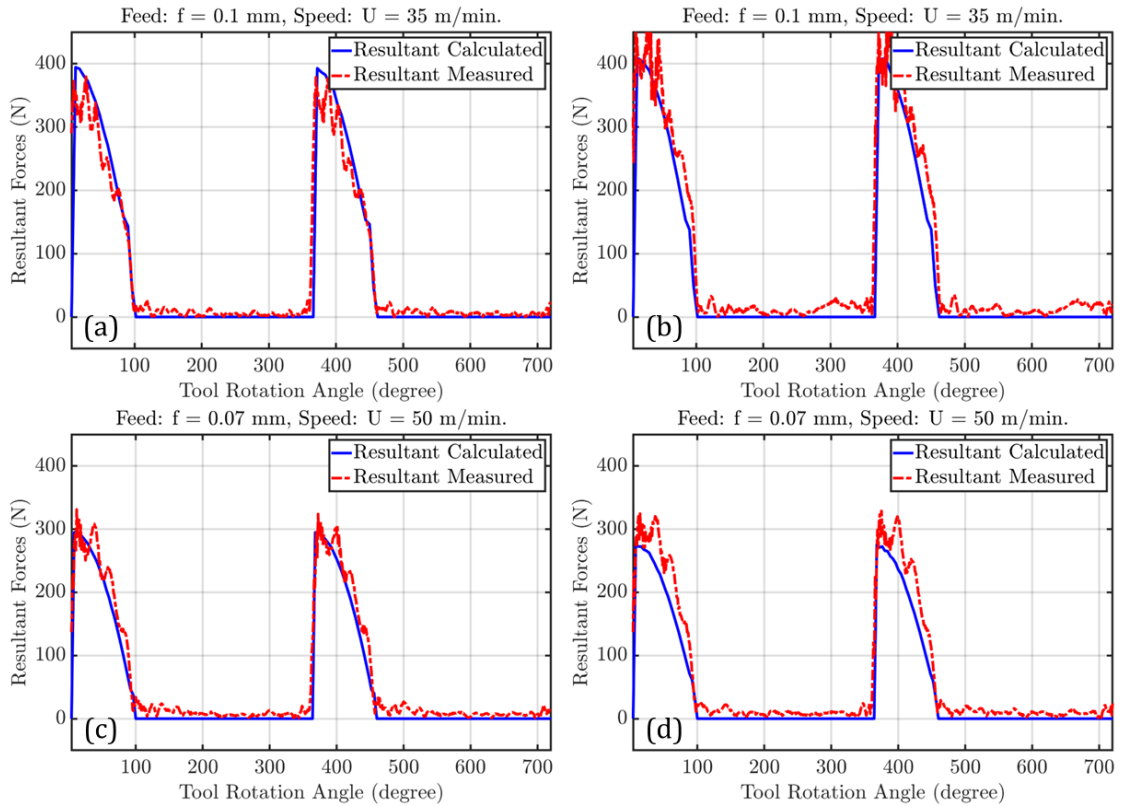 Feed: f = 0.1 mm, Speed: U = 35 m/min.
Resultant Calculated
Resultant Measured
Resultant Forces (N)
400
300
200
100
0
(a)
100 200 300 400 500 600 700
Tool Rotation Angle (degree)
Feed: f = 0.1 mm, Speed: U = 35 m/min.
Resultant Calculated
Resultant Measured
Resultant Forces (N)
400
300
200
100
0
(b)
100 200 300 400 500 600 700
Tool Rotation Angle (degree)
Feed: f = 0.07 mm, Speed: U = 50 m/min.
Resultant Calculated
Resultant Measured
Resultant Forces (N)
400
300
200
100
0
(c)
100 200 300 400 500 600 700
Tool Rotation Angle (degree)
Feed: f = 0.07 mm, Speed: U = 50 m/min.
Resultant Calculated
Resultant Measured
Resultant Forces (N)
400
300
200
100
0
(d)
100 200 300 400 500 600 700
Tool Rotation Angle (degree)